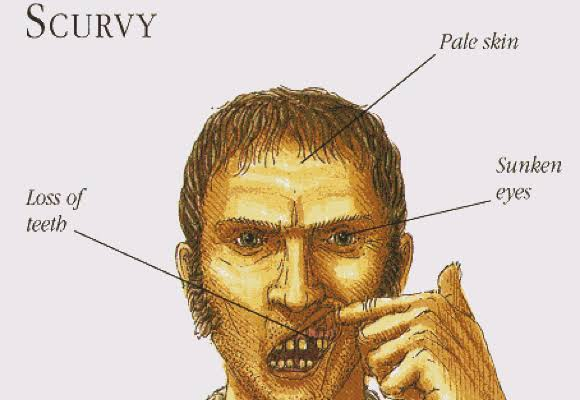 SCURVY
Pale skin
Sunken
eyes
Loss of
teeth